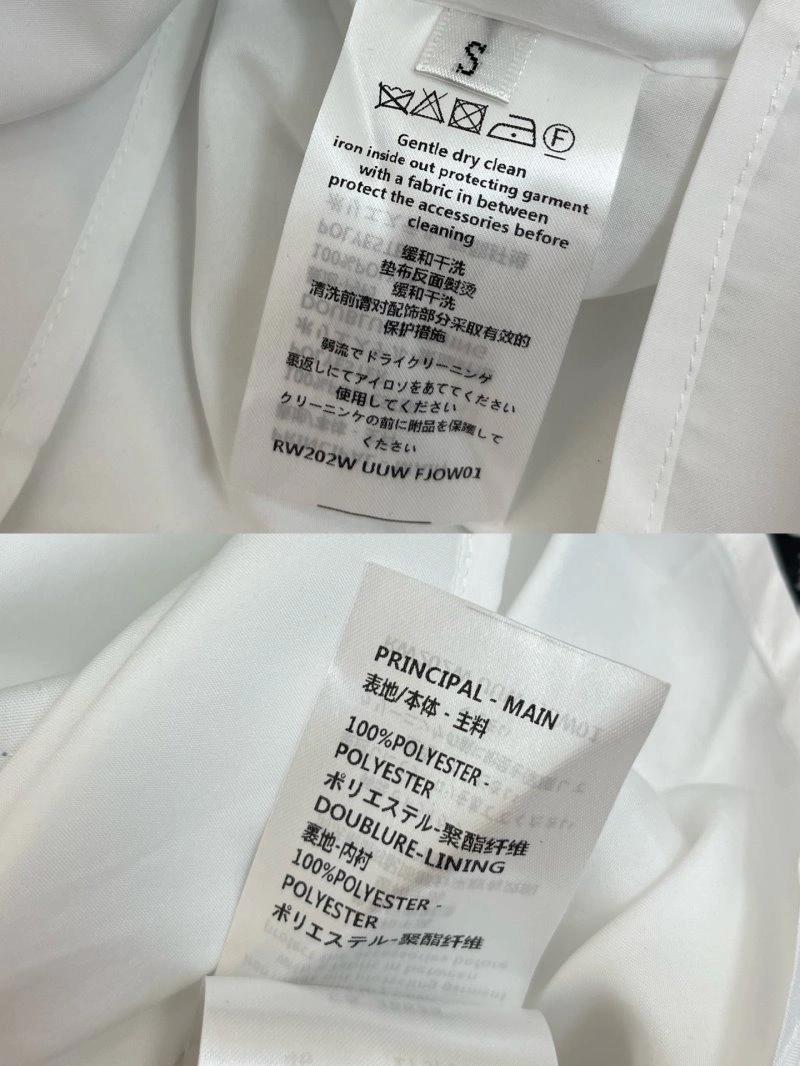 S
F
Gentle dry clean
iron inside out protecting garment
with a fabric in between
protect the accessories before
cleaning
缓和干洗
垫布反面熨烫
缓和干洗
清洗前请对配饰部分采取有效的
保护措施
弱流でドライクリーニンゲ
裏返しにてアイロソをあててください
使用してください
クリーニンケの前に附品を保護して
ください
RW202W UUW FJOW01
PRINCIPAL - MAIN
表地/本体 - 主料
100%POLYESTER -
POLYESTER
ポリエステル-聚酯纤维
DOUBLURE-LINING
裏地-内衬
100%POLYESTER -
POLYESTER
ポリエステル-聚酯纤维